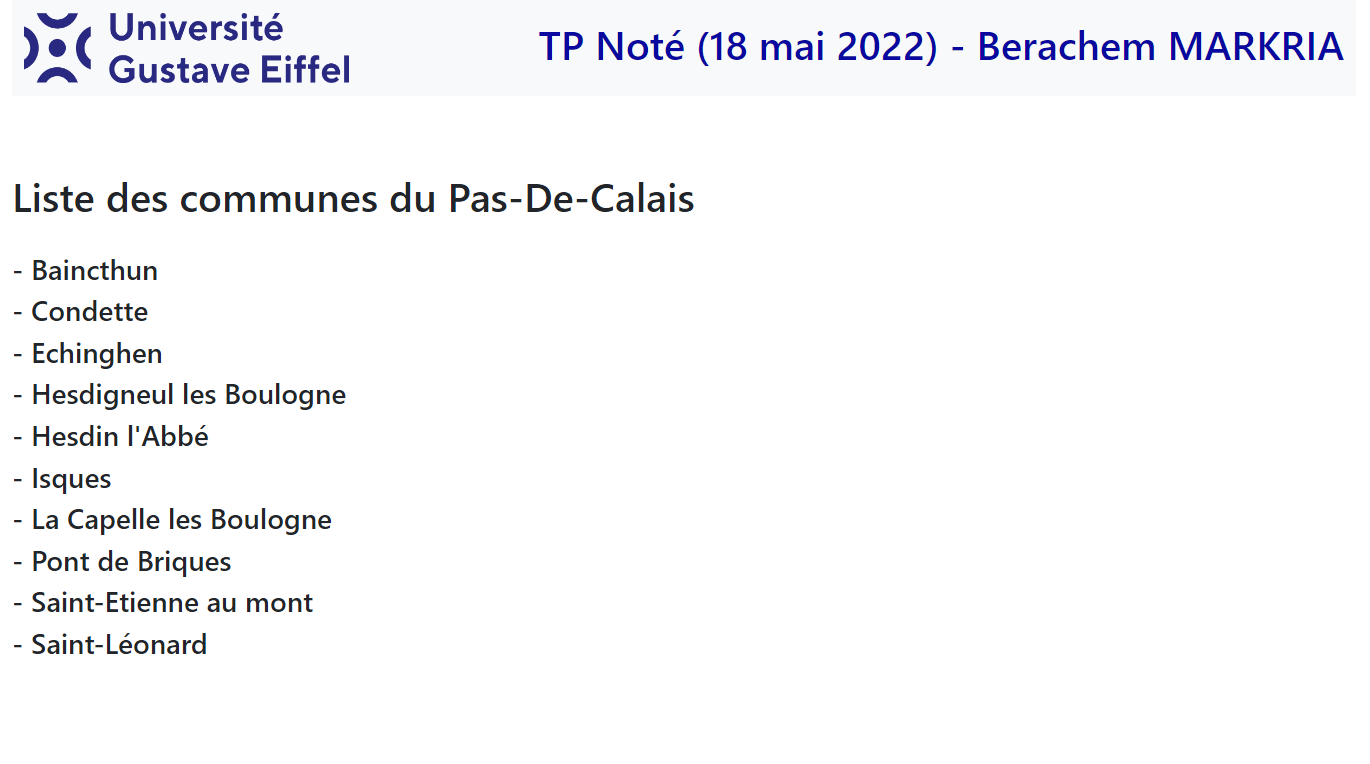 Université
Gustave Eiffel
TP Noté (18 mai 2022) - Berachem MARKRIA
Liste des communes du Pas-De-Calais
- Baincthun
- Condette
- Echinghen
- Hesdigneul les Boulogne
- Hesdin l'Abbé
- Isques
- La Capelle les Boulogne
- Pont de Briques
- Saint-Etienne au mont
- Saint-Léonard